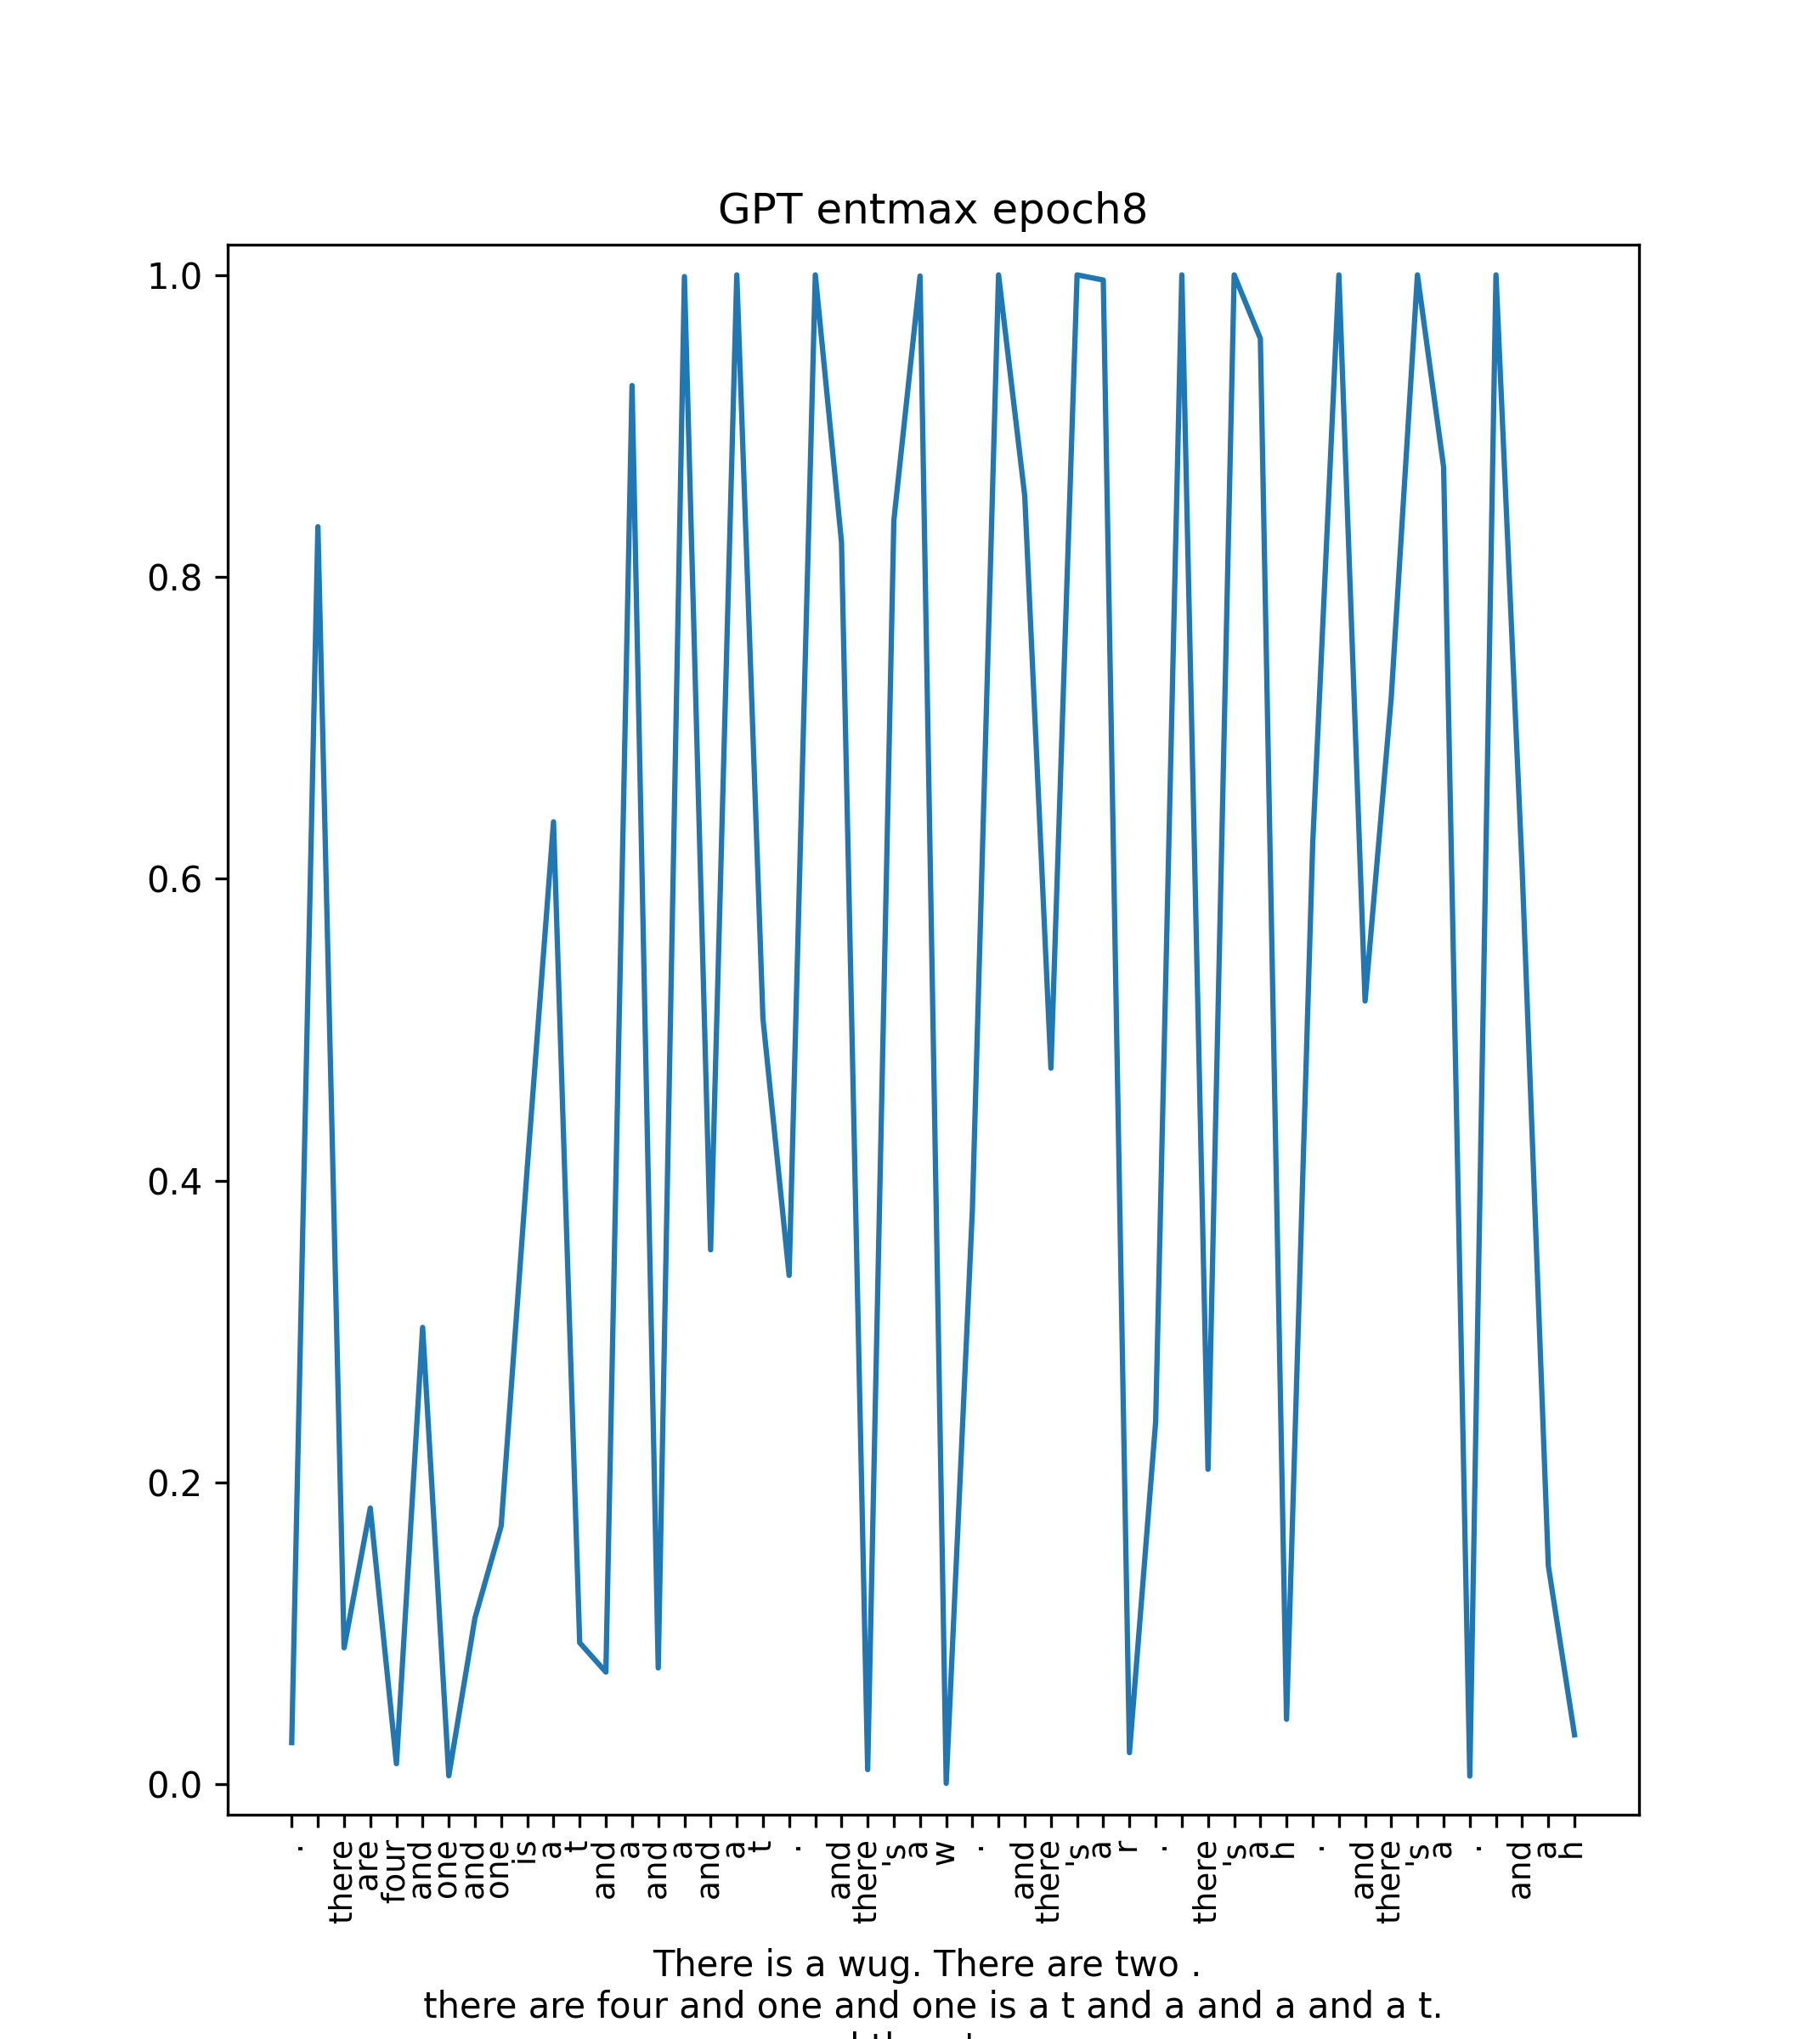 GPT entmax epoch8
1.0
0.8
0.6
0.4
0.2
0.0
.
there
are
four
and
one
and
one
is
a
t
and
a
and
a
and
a
t
.
and
there
's
a
w
.
and
there
's
a
r
.
there
's
a
h
.
and
there
's
a
.
and
a
h
There is a wug. There are two .
there are four and one and one is a t and a and a and a t.